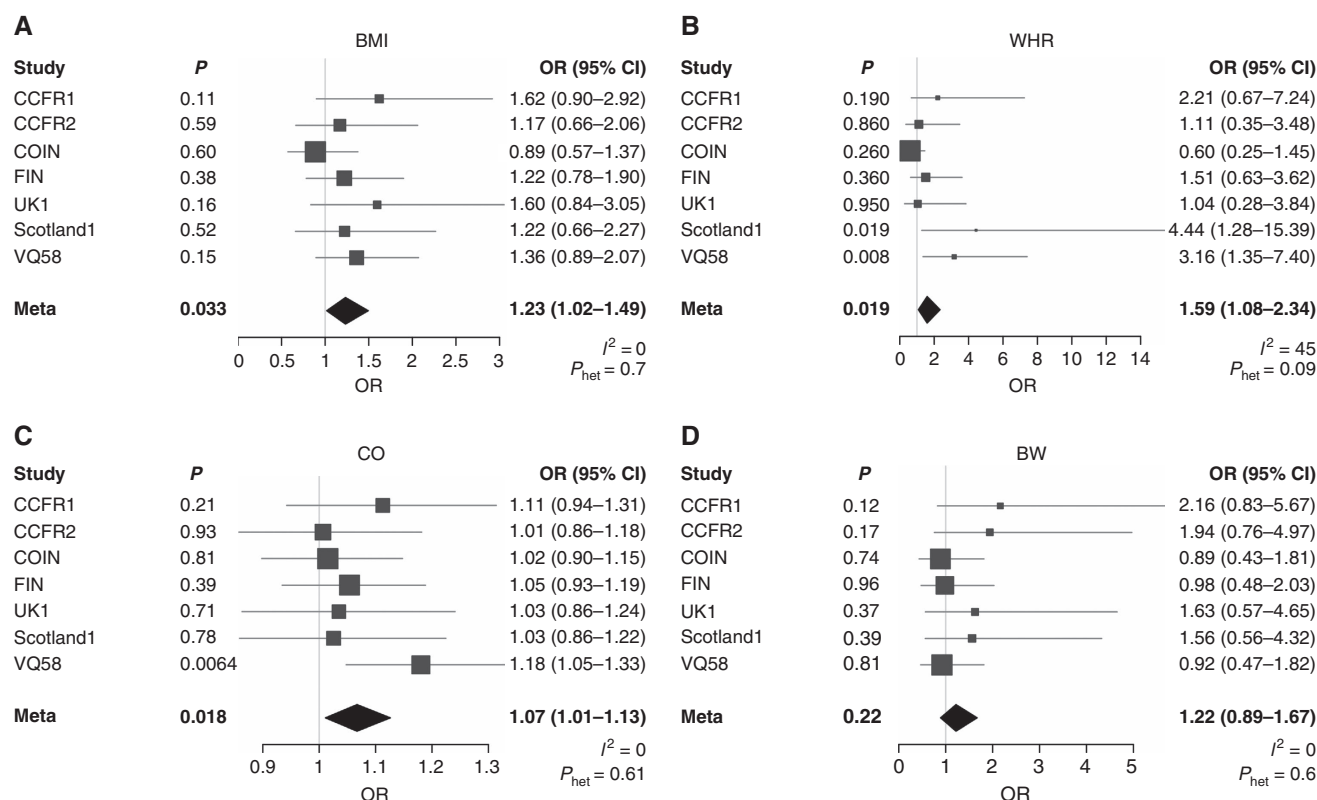 A
BMI
Study P OR (95% CI)
CCFR1 0.11 1.62 (0.90–2.92)
CCFR2 0.59 1.17 (0.66–2.06)
COIN 0.60 0.89 (0.57–1.37)
FIN 0.38 1.22 (0.78–1.90)
UK1 0.16 1.60 (0.84–3.05)
Scotland1 0.52 1.22 (0.66–2.27)
VQ58 0.15 1.36 (0.89–2.07)
Meta 0.033 1.23 (1.02–1.49)
I² = 0
0 0.5 1 1.5 2 2.5 3
P_het = 0.7
OR
B
WHR
Study P OR (95% CI)
CCFR1 0.190 2.21 (0.67–7.24)
CCFR2 0.860 1.11 (0.35–3.48)
COIN 0.260 0.60 (0.25–1.45)
FIN 0.360 1.51 (0.63–3.62)
UK1 0.950 1.04 (0.28–3.84)
Scotland1 0.019 4.44 (1.28–15.39)
VQ58 0.008 3.16 (1.35–7.40)
Meta 0.019 1.59 (1.08–2.34)
I² = 45
0 2 4 6 8 10 12 14
P_het = 0.09
OR
C
CO
Study P OR (95% CI)
CCFR1 0.21 1.11 (0.94–1.31)
CCFR2 0.93 1.01 (0.86–1.18)
COIN 0.81 1.02 (0.90–1.15)
FIN 0.39 1.05 (0.93–1.19)
UK1 0.71 1.03 (0.86–1.24)
Scotland1 0.78 1.03 (0.86–1.22)
VQ58 0.0064 1.18 (1.05–1.33)
Meta 0.018 1.07 (1.01–1.13)
I² = 0
0.9 1 1.1 1.2 1.3
P_het = 0.61
OR
D
BW
Study P OR (95% CI)
CCFR1 0.12 2.16 (0.83–5.67)
CCFR2 0.17 1.94 (0.76–4.97)
COIN 0.74 0.89 (0.43–1.81)
FIN 0.96 0.98 (0.48–2.03)
UK1 0.37 1.63 (0.57–4.65)
Scotland1 0.39 1.56 (0.56–4.32)
VQ58 0.81 0.92 (0.47–1.82)
Meta 0.22 1.22 (0.89–1.67)
I² = 0
0 1 2 3 4 5
P_het = 0.6
OR